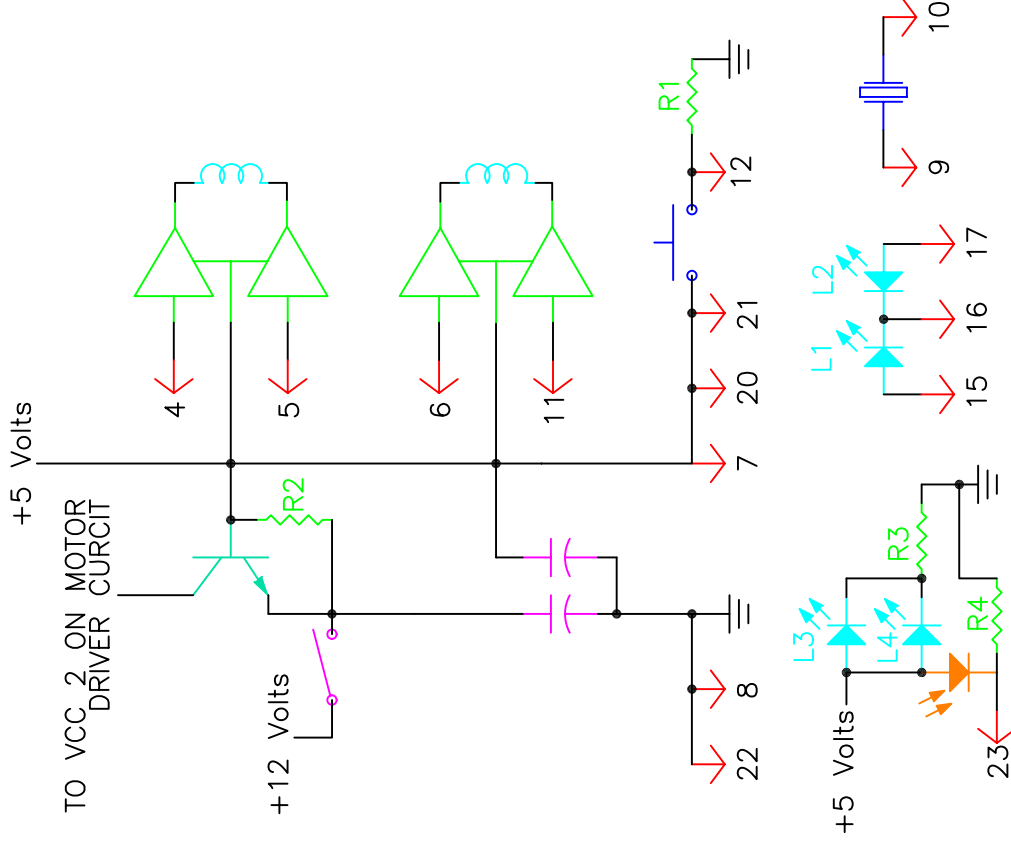 +5 Volts
TO VCC 2 ON MOTOR
DRIVER CURCIT
+12 Volts
R2
4
5
6
11
R1
12
21
20
7
8
22
10
9
L2
L1
17
16
15
R3
L3
L4
R4
+5 Volts
23